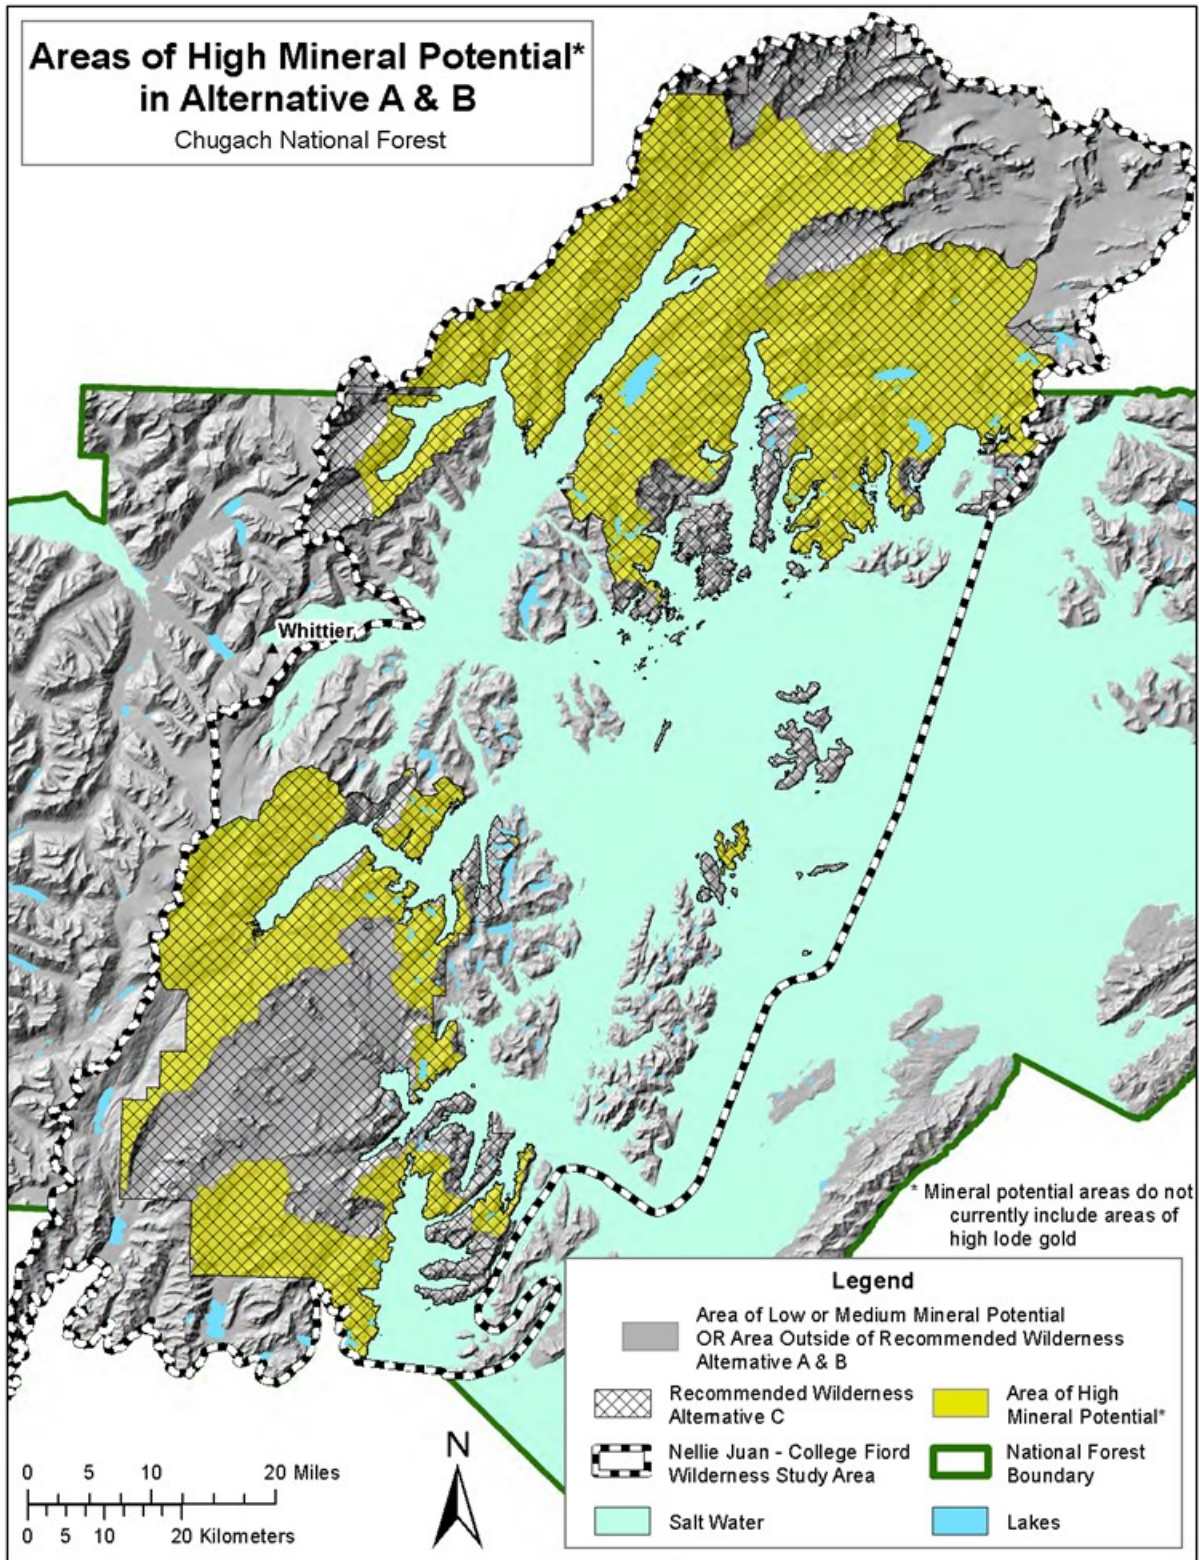 Areas of High Mineral Potential*
in Alternative A & B
Chugach National Forest
Whittier
* Mineral potential areas do not
currently include areas of
high lode gold
Legend
Area of Low or Medium Mineral Potential
OR Area Outside of Recommended Wilderness
Alternative A & B
Recommended Wilderness
Alternative C
Area of High
Mineral Potential*
Nellie Juan - College Fiord
Wilderness Study Area
National Forest
Boundary
Salt Water
Lakes
N
0 5 10 20 Miles
0 5 10 20 Kilometers